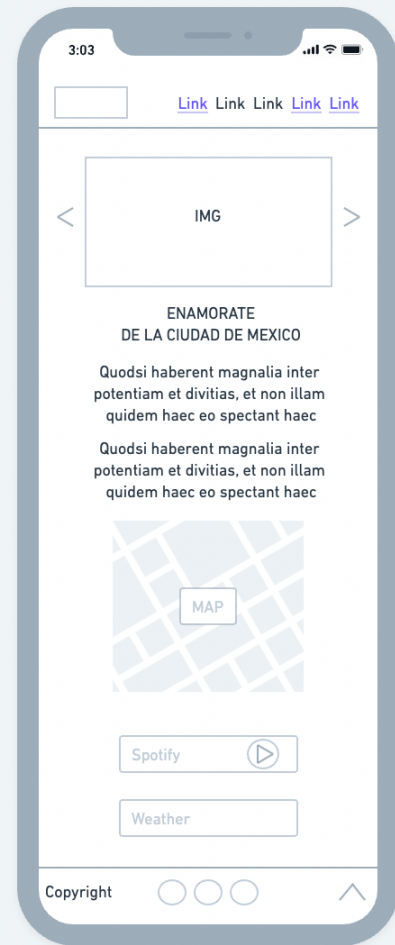 3:03
Link Link Link Link Link
IMG
ENAMORATE
DE LA CIUDAD DE MEXICO
Quodsi haberent magnalia inter
potentiam et divitias, et non illam
quidem haec eo spectant haec
Quodsi haberent magnalia inter
potentiam et divitias, et non illam
quidem haec eo spectant haec
MAP
Spotify
Weather
Copyright